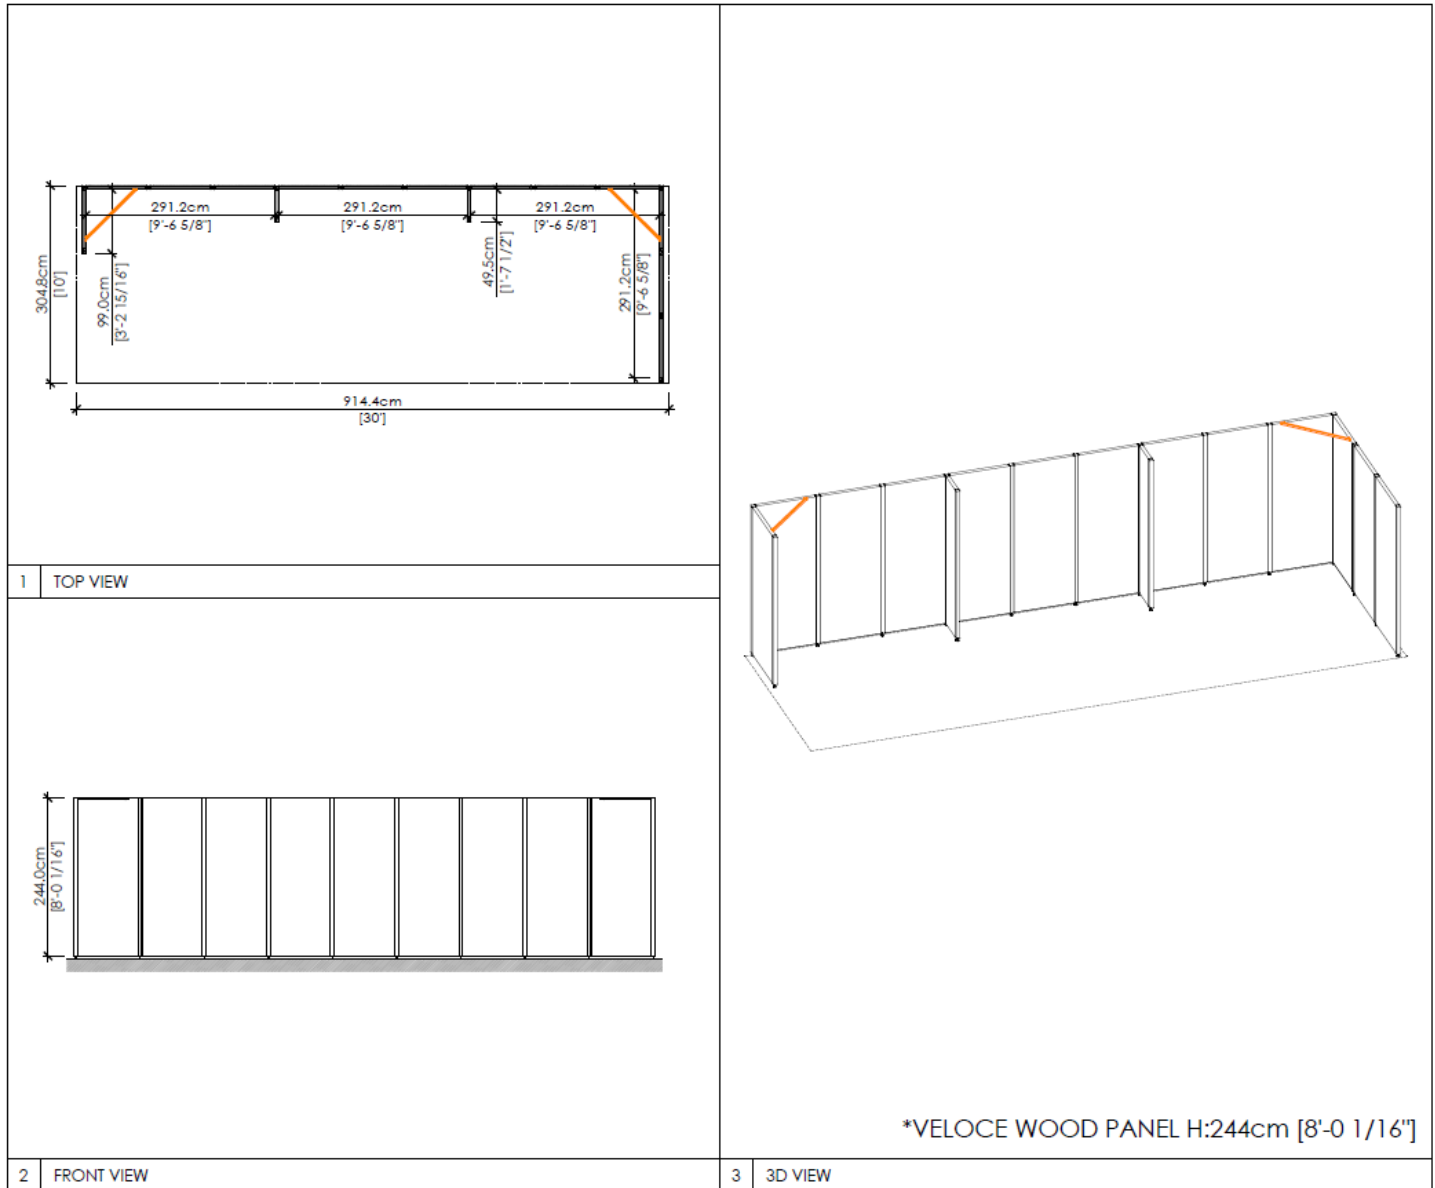 291.2cm
[9'-6 5/8"]
291.2cm
[9'-6 5/8"]
291.2cm
[9'-6 5/8"]
304.8cm
[10']
99.0cm
[3'-2 15/16"]
49.5cm
[1'-7 1/2"]
291.2cm
[9'-6 5/8"]
914.4cm
[30']
1 TOP VIEW
244.0cm
[8'-0 1/16"]
2 FRONT VIEW
*VELOCE WOOD PANEL H:244cm [8'-0 1/16"]
3 3D VIEW